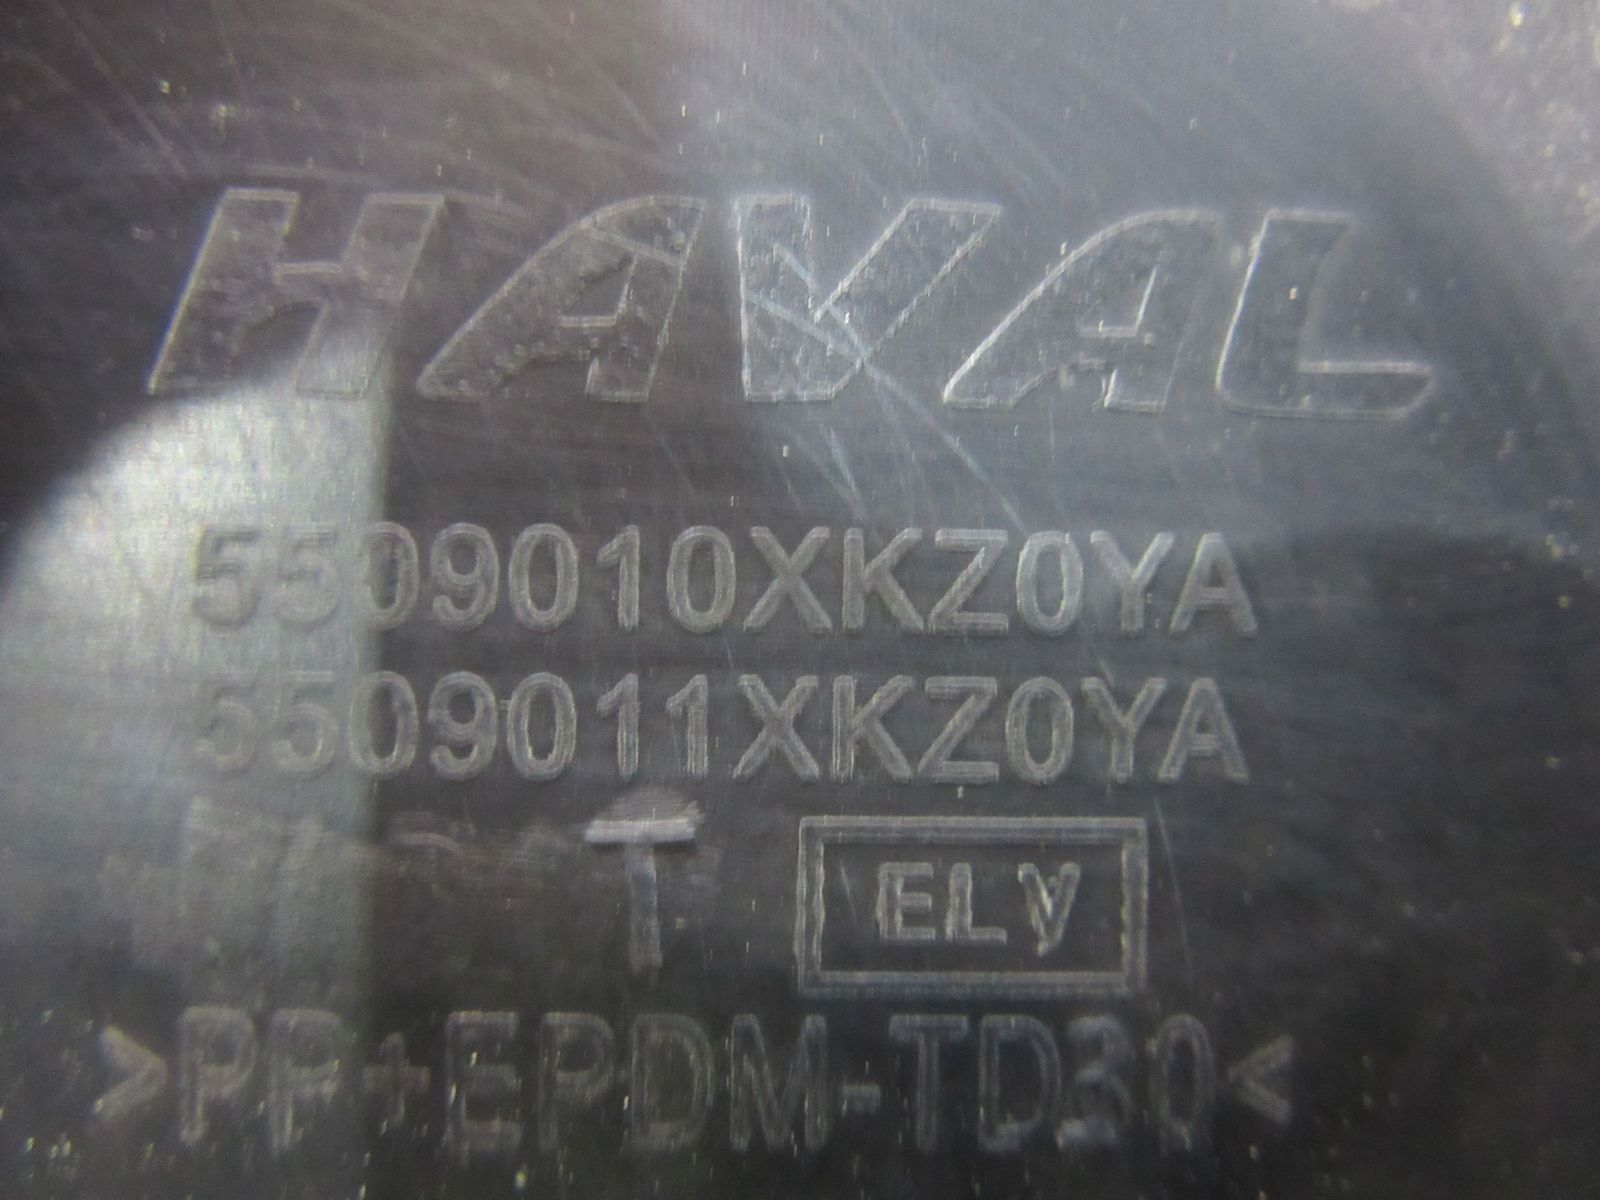 HAVAL
5509010XKZ0YA
5509011XKZ0YA
T ELV
>PP+EPDM-TD30<